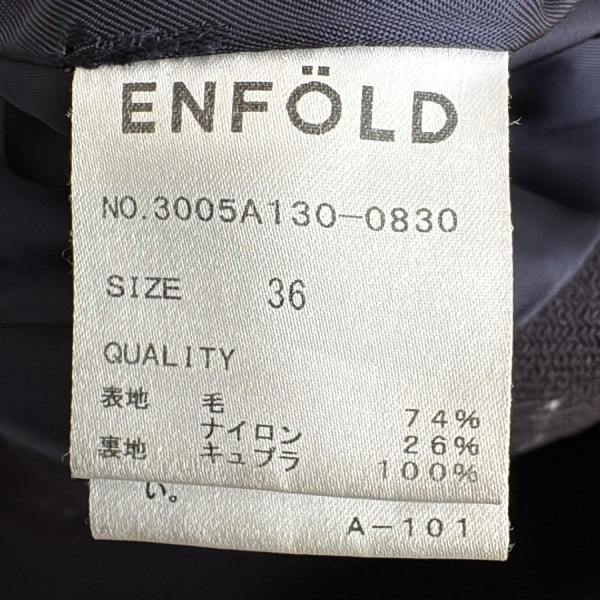 ENFÖLD
NO.3005A130-0830
SIZE 36
QUALITY
表地 毛 74%
ナイロン 26%
裏地 キュプラ 100%
い。
A-101